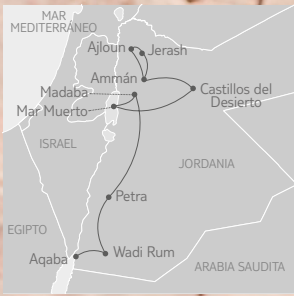 MAR
MEDITERRÁNEO
Ajloun
Jerash
Ammán
Madaba
Castillos del
Desierto
Mar Muerto
ISRAEL
JORDANIA
Petra
EGIPTO
Wadi Rum
Aqaba
ARABIA SAUDITA